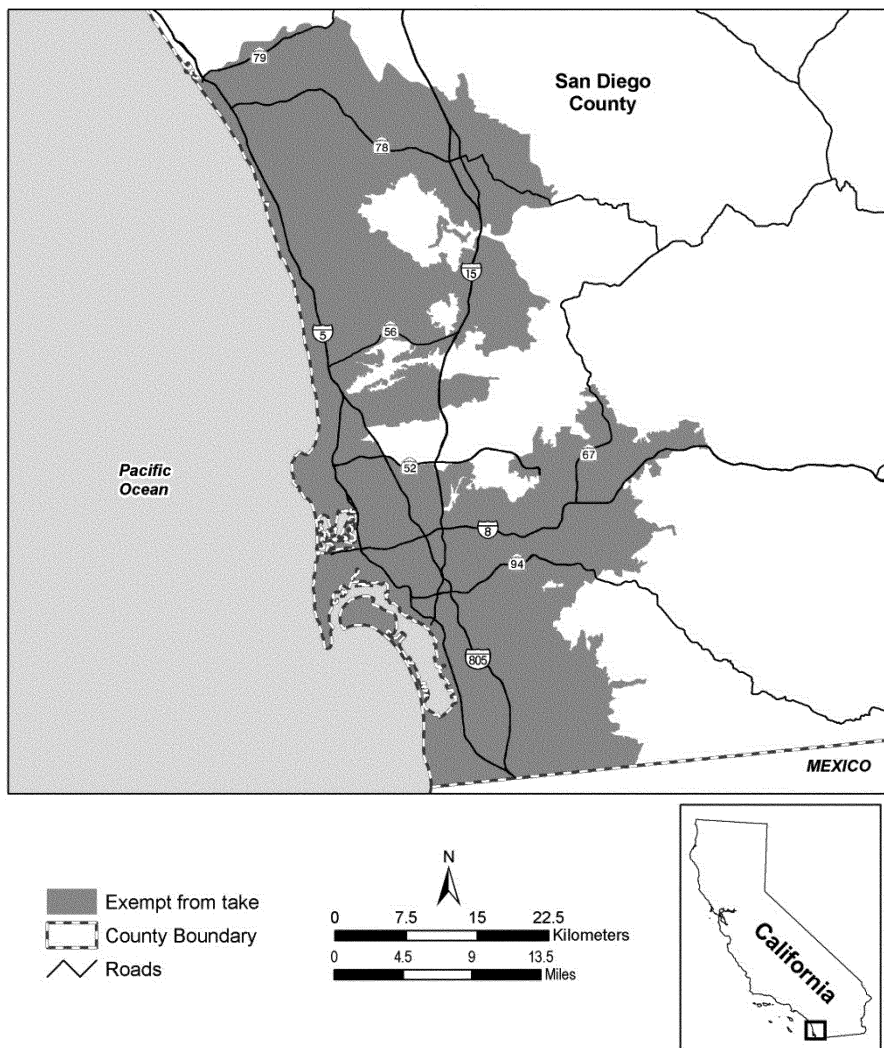 79
San Diego
County
78
15
5
56
Pacific
Ocean
52
67
8
94
805
MEXICO
N
Exempt from take
County Boundary
Roads
0 7.5 15 22.5
Kilometers
0 4.5 9 13.5
Miles
California